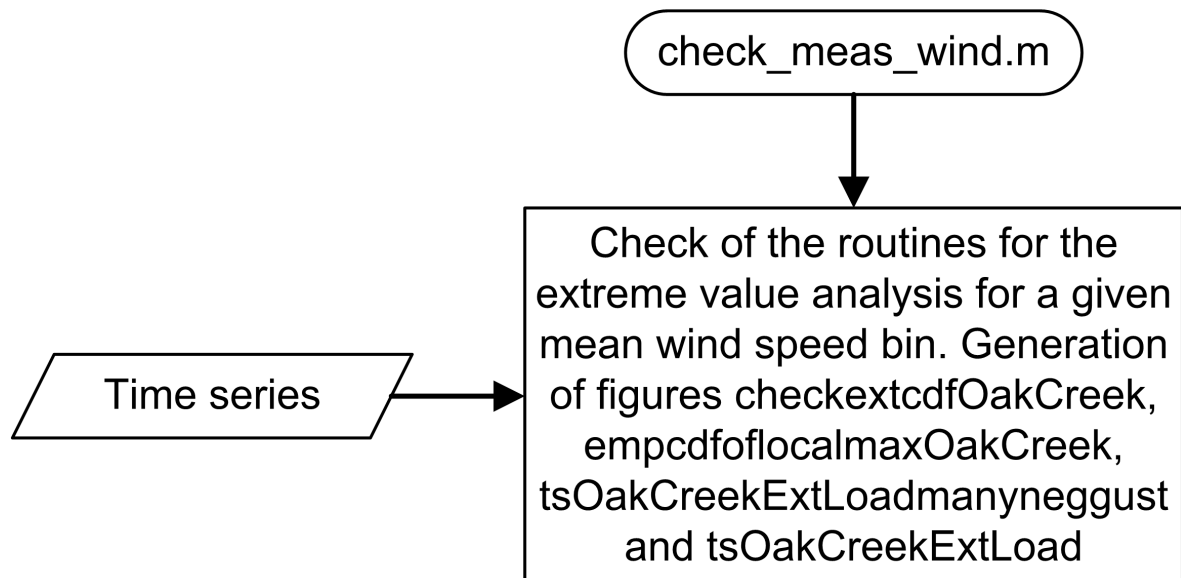 check_meas_wind.m
Check of the routines for the
extreme value analysis for a given
mean wind speed bin. Generation
of figures checkextcdfOakCreek,
empcdfoflocalmaxOakCreek,
tsOakCreekExtLoadmanyneggust
and tsOakCreekExtLoad
Time series